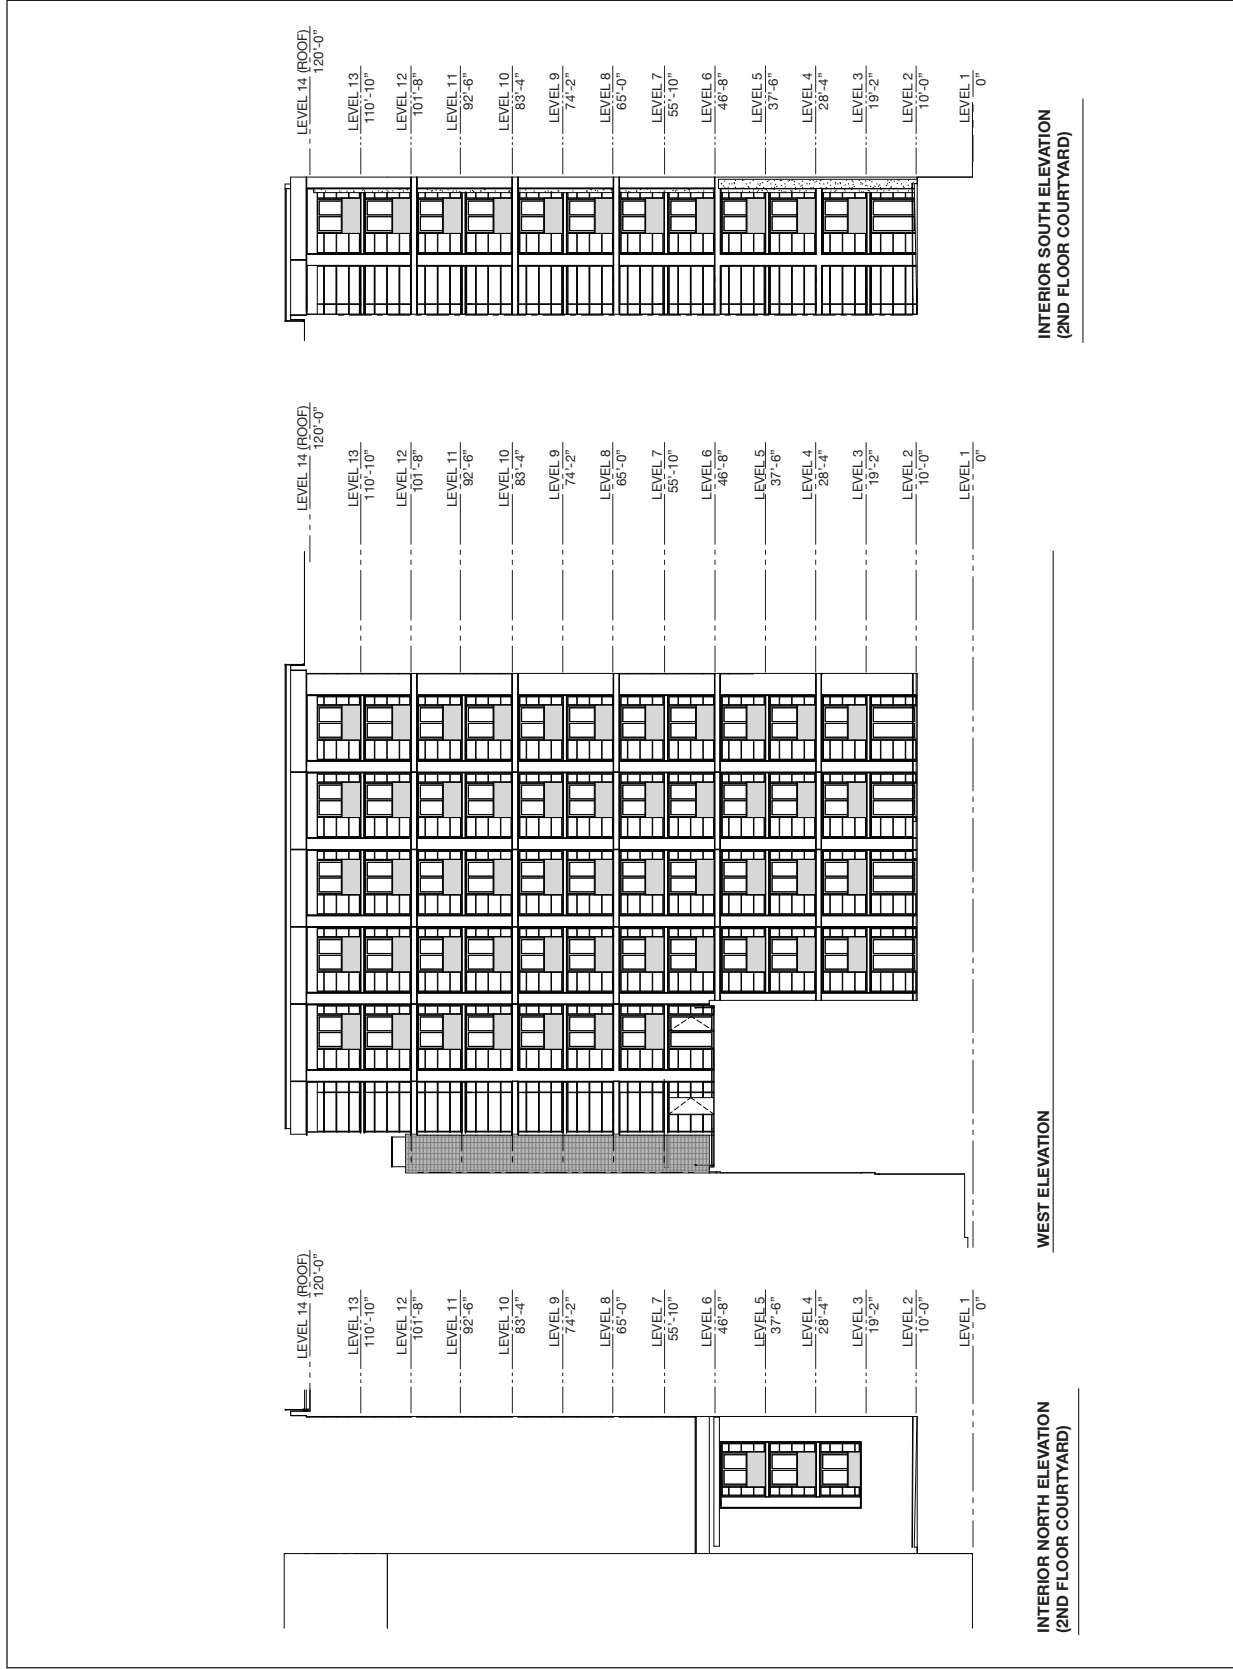 LEVEL 14 (ROOF)
120'-0"
LEVEL 13
110'-10"
LEVEL 12
101'-8"
LEVEL 11
92'-6"
LEVEL 10
83'-4"
LEVEL 9
74'-2"
LEVEL 8
65'-0"
LEVEL 7
55'-10"
LEVEL 6
46'-8"
LEVEL 5
37'-6"
LEVEL 4
28'-4"
LEVEL 3
19'-2"
LEVEL 2
10'-0"
LEVEL 1
0"
INTERIOR NORTH ELEVATION
(2ND FLOOR COURTYARD)
LEVEL 14 (ROOF)
120'-0"
LEVEL 13
110'-10"
LEVEL 12
101'-8"
LEVEL 11
92'-6"
LEVEL 10
83'-4"
LEVEL 9
74'-2"
LEVEL 8
65'-0"
LEVEL 7
55'-10"
LEVEL 6
46'-8"
LEVEL 5
37'-6"
LEVEL 4
28'-4"
LEVEL 3
19'-2"
LEVEL 2
10'-0"
LEVEL 1
0"
WEST ELEVATION
LEVEL 14 (ROOF)
120'-0"
LEVEL 13
110'-10"
LEVEL 12
101'-8"
LEVEL 11
92'-6"
LEVEL 10
83'-4"
LEVEL 9
74'-2"
LEVEL 8
65'-0"
LEVEL 7
55'-10"
LEVEL 6
46'-8"
LEVEL 5
37'-6"
LEVEL 4
28'-4"
LEVEL 3
19'-2"
LEVEL 2
10'-0"
LEVEL 1
0"
INTERIOR SOUTH ELEVATION
(2ND FLOOR COURTYARD)